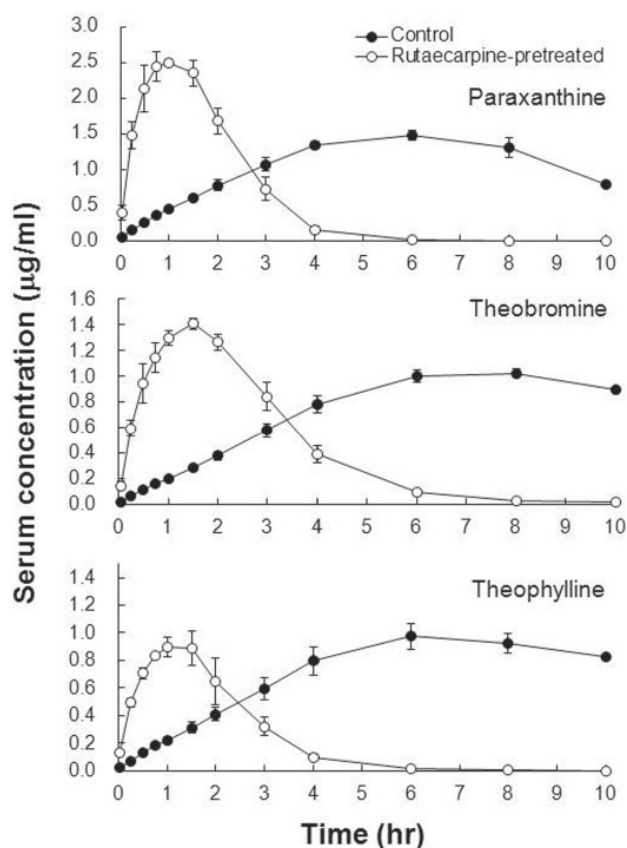 Control
Rutaecarpine-pretreated
Paraxanthine
3.0
2.5
2.0
1.5
1.0
0.5
0.0
0 1 2 3 4 5 6 7 8 9 10
Theobromine
1.6
1.4
1.2
1.0
0.8
0.6
0.4
0.2
0.0
0 1 2 3 4 5 6 7 8 9 10
Theophylline
1.4
1.2
1.0
0.8
0.6
0.4
0.2
0.0
0 1 2 3 4 5 6 7 8 9 10
Serum concentration (μg/ml)
Time (hr)